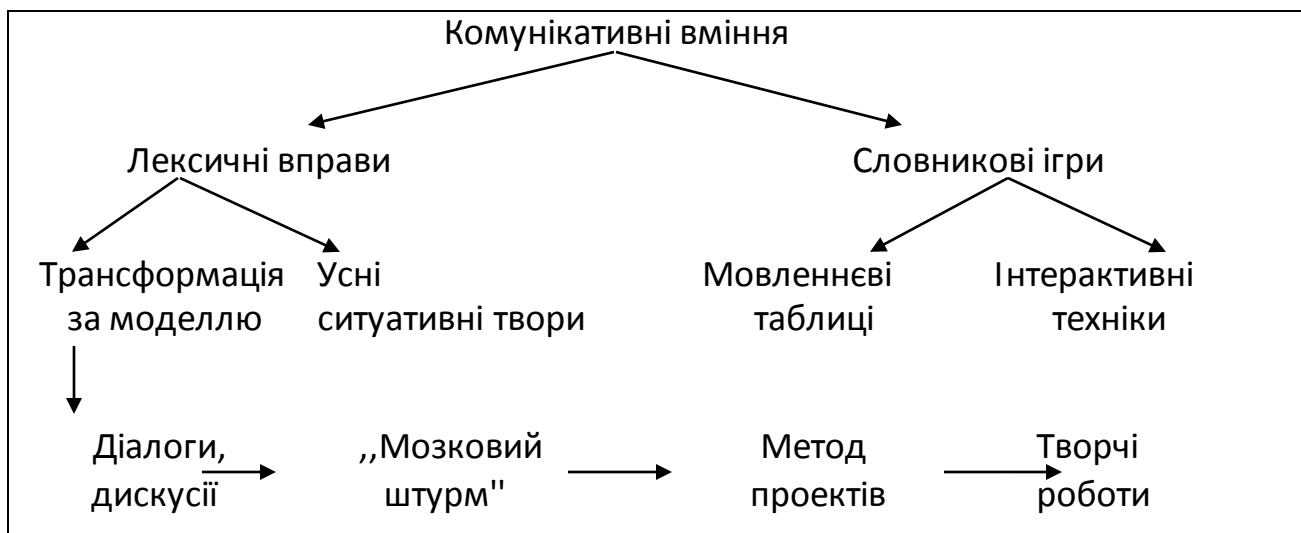 Комунікативні вміння
Лексичні вправи
Словникові ігри
Трансформація
за моделлю
Усні
ситуативні твори
Мовленнєві
таблиці
Інтерактивні
техніки
Діалоги,
дискусії
,,Мозковий
штурм"
Метод
проектів
Творчі
роботи